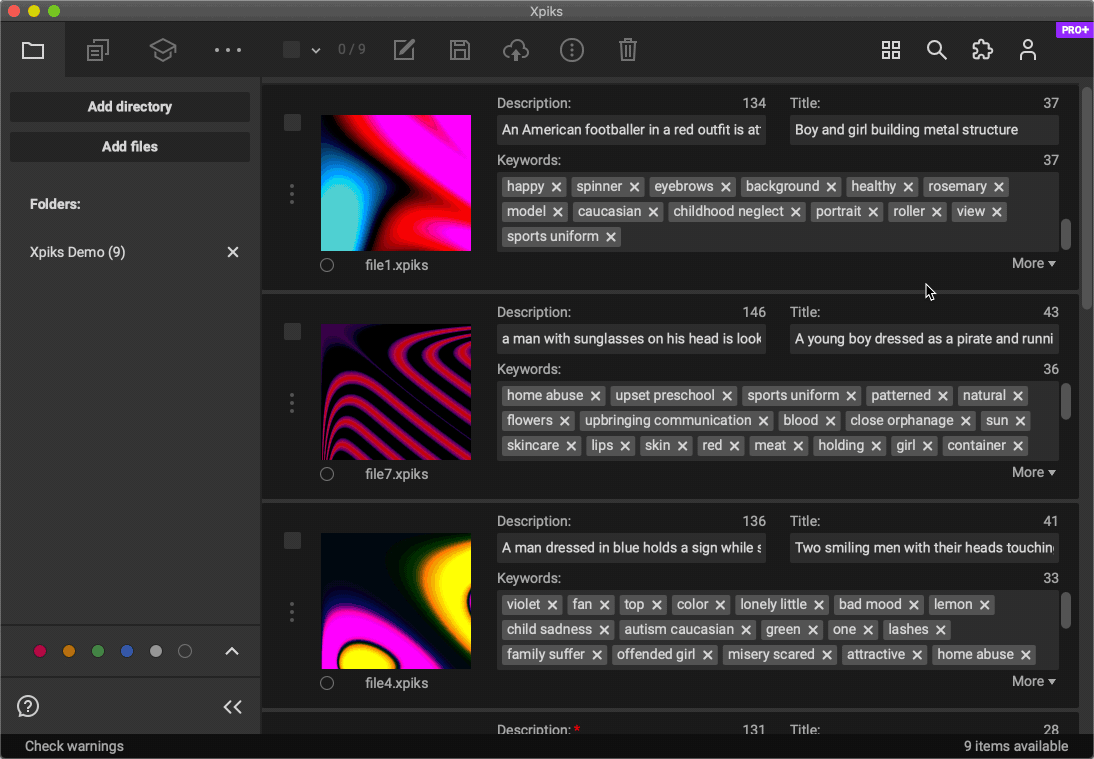 Xpiks
PRO+
0 / 9
Add directory
Add files
Folders:
Xpiks Demo (9)
Description: 134 Title: 37
An American footballer in a red outfit is at Boy and girl building metal structure
Keywords: 37
happy spinner eyebrows background healthy rosemary
model caucasian childhood neglect portrait roller view
sports uniform
file1.xpiks
More
Description: 146 Title: 43
a man with sunglasses on his head is look A young boy dressed as a pirate and runni
Keywords: 36
home abuse upset preschool sports uniform patterned natural
flowers upbringing communication blood close orphanage sun
skincare lips skin red meat holding girl container
file7.xpiks
More
Description: 136 Title: 41
A man dressed in blue holds a sign while s Two smiling men with their heads touchin
Keywords: 33
violet fan top color lonely little bad mood lemon
child sadness autism caucasian green one lashes
family suffer offended girl misery scared attractive home abuse
file4.xpiks
More
Description:* 131 Title: 28
Check warnings
9 items available